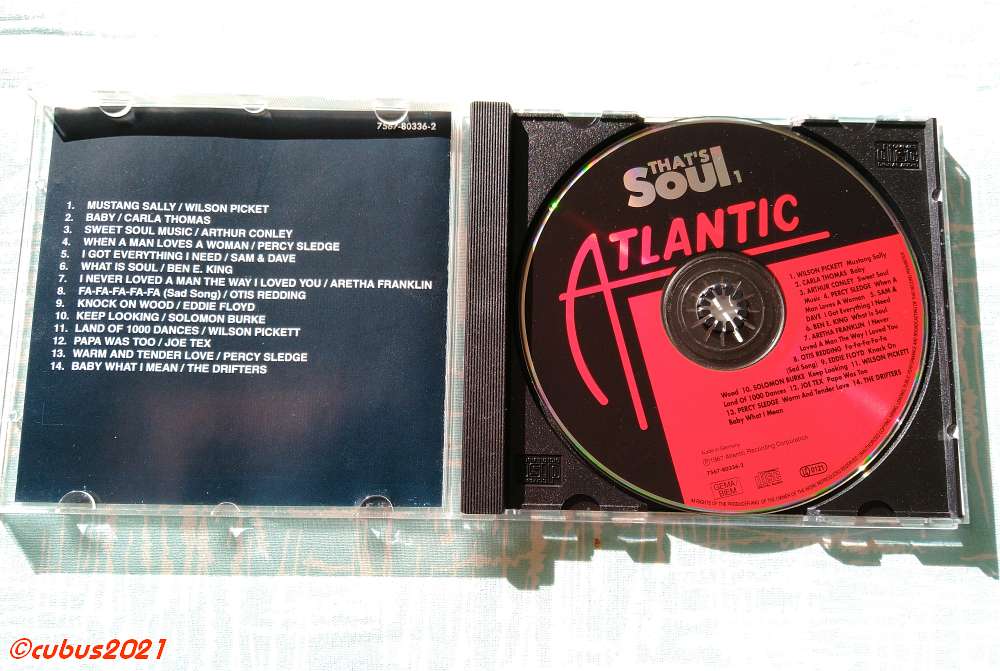 7567-80336-2
1. MUSTANG SALLY / WILSON PICKET
2. BABY / CARLA THOMAS
3. SWEET SOUL MUSIC / ARTHUR CONLEY
4. WHEN A MAN LOVES A WOMAN / PERCY SLEDGE
5. I GOT EVERYTHING I NEED / SAM & DAVE
6. WHAT IS SOUL / BEN E. KING
7. I NEVER LOVED A MAN THE WAY I LOVED YOU / ARETHA FRANKLIN
8. FA-FA-FA-FA-FA (Sad Song) / OTIS REDDING
9. KNOCK ON WOOD / EDDIE FLOYD
10. KEEP LOOKING / SOLOMON BURKE
11. LAND OF 1000 DANCES / WILSON PICKETT
12. PAPA WAS TOO / JOE TEX
13. WARM AND TENDER LOVE / PERCY SLEDGE
14. BABY WHAT I MEAN / THE DRIFTERS
THAT'S
SOUL 1
ATLANTIC
1. WILSON PICKETT Mustang Sally
2. CARLA THOMAS Baby
3. ARTHUR CONLEY Sweet Soul
Music 4. PERCY SLEDGE When A
Man Loves A Woman 5. SAM &
DAVE I Got Everything I Need
6. BEN E. KING What Is Soul
7. ARETHA FRANKLIN I Never
Loved A Man The Way I Loved You
8. OTIS REDDING Fa-Fa-Fa-Fa-Fa
(Sad Song) 9. EDDIE FLOYD Knock On
Wood 10. SOLOMON BURKE Keep Looking 11. WILSON PICKETT
Land Of 1000 Dances 12. JOE TEX Papa Was Too
13. PERCY SLEDGE Warm And Tender Love 14. THE DRIFTERS
Baby What I Mean
Made in Germany
℗ 1967 Atlantic Recording Corporation
7567-80336-2
GEMA/
BIEM
disc
LC 0121
©cubus2021